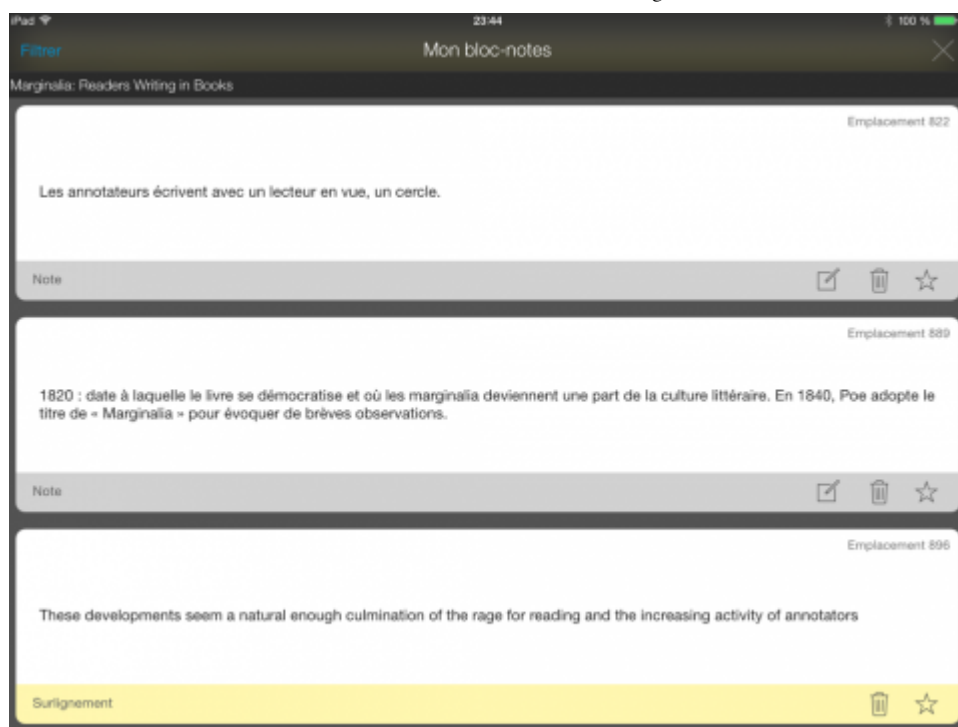 iPad 23:44 100 %
Filtrer Mon bloc-notes
Marginalia: Readers Writing in Books
Emplacement 822
Les annotateurs écrivent avec un lecteur en vue, un cercle.
Note
Emplacement 889
1820 : date à laquelle le livre se démocratise et où les marginalia deviennent une part de la culture littéraire. En 1840, Poe adopte le
titre de « Marginalia » pour évoquer de brèves observations.
Note
Emplacement 896
These developments seem a natural enough culmination of the rage for reading and the increasing activity of annotators
Surlignement